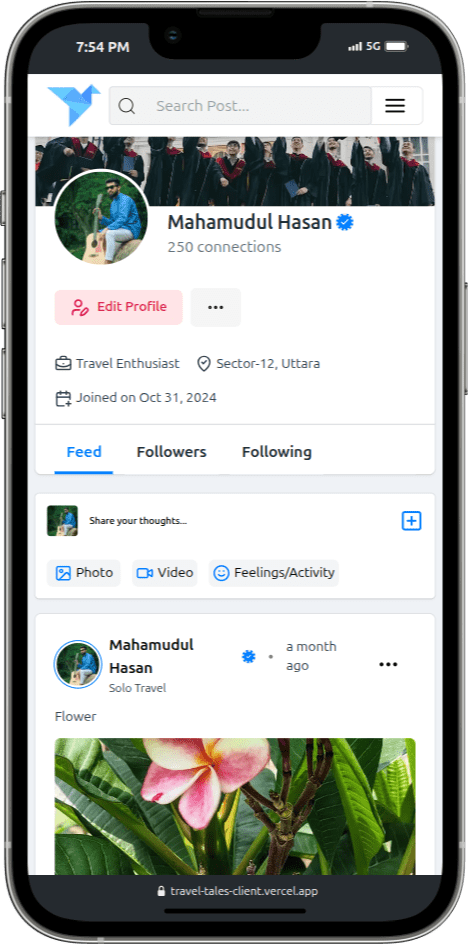 7:54 PM
5G
Search Post...
Mahamudul Hasan
250 connections
Edit Profile
Travel Enthusiast
Sector-12, Uttara
Joined on Oct 31, 2024
Feed
Followers
Following
Share your thoughts...
Photo
Video
Feelings/Activity
Mahamudul
Hasan
a month
ago
Solo Travel
Flower
travel-tales-client.vercel.app